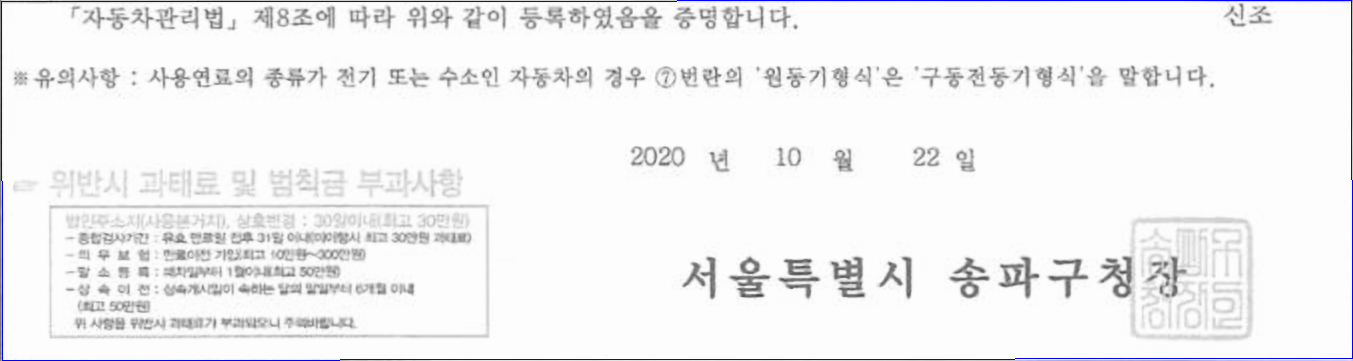 「자동차관리법」 제8조에 따라 위와 같이 등록하였음을 증명합니다. 신조
※유의사항 : 사용연료의 종류가 전기 또는 수소인 자동차의 경우 ⑦번란의 '원동기형식'은 '구동전동기형식'을 말합니다.
2020 년 10 월 22 일
☞ 위반시 과태료 및 범칙금 부과사항
법인주소지(사용본거지), 상호변경 : 30일이내(최고 30만원)
- 종합검사기간 : 유효 만료일 전후 31일 이내(미이행시 최고 30만원 과태료)
- 의 무 보 험 : 만료이전 가입(최고 10만원~300만원)
- 말 소 등 록 : 폐차일부터 1월이내(최고 50만원)
- 상 속 이 전 : 상속개시일이 속하는 달의 말일부터 6개월 이내
(최고 50만원)
위 사항을 위반시 과태료가 부과되오니 주의바랍니다.
서울특별시 송파구청장